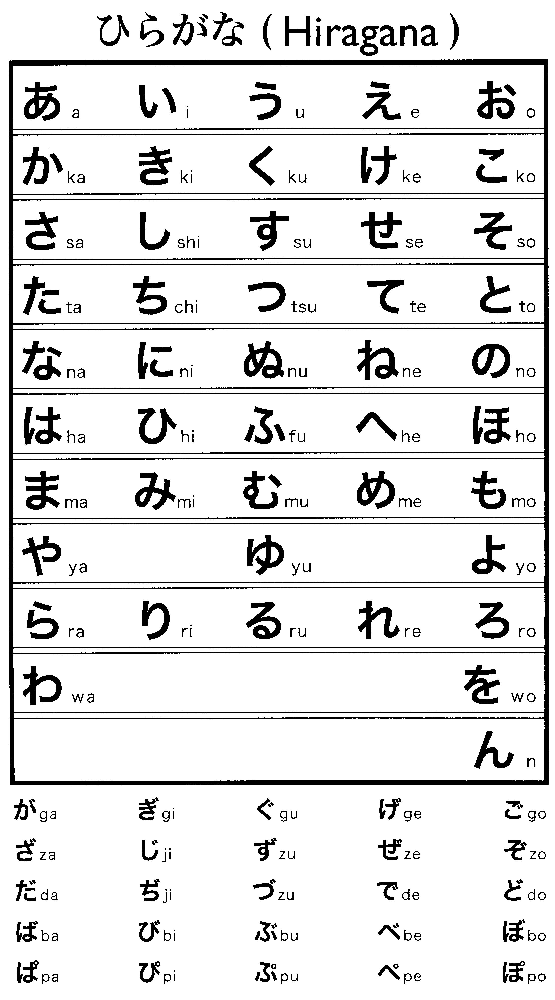 ひらがな ( Hiragana )
あ a い i う u え e お o
か ka き ki く ku け ke こ ko
さ sa し shi す su せ se そ so
た ta ち chi つ tsu て te と to
な na に ni ぬ nu ね ne の no
は ha ひ hi ふ fu へ he ほ ho
ま ma み mi む mu め me も mo
や ya ゆ yu よ yo
ら ra り ri る ru れ re ろ ro
わ wa を wo
ん n
が ga ぎ gi ぐ gu げ ge ご go
ざ za じ ji ず zu ぜ ze ぞ zo
だ da ぢ ji づ zu で de ど do
ば ba び bi ぶ bu べ be ぼ bo
ぱ pa ぴ pi ぷ pu ぺ pe ぽ po